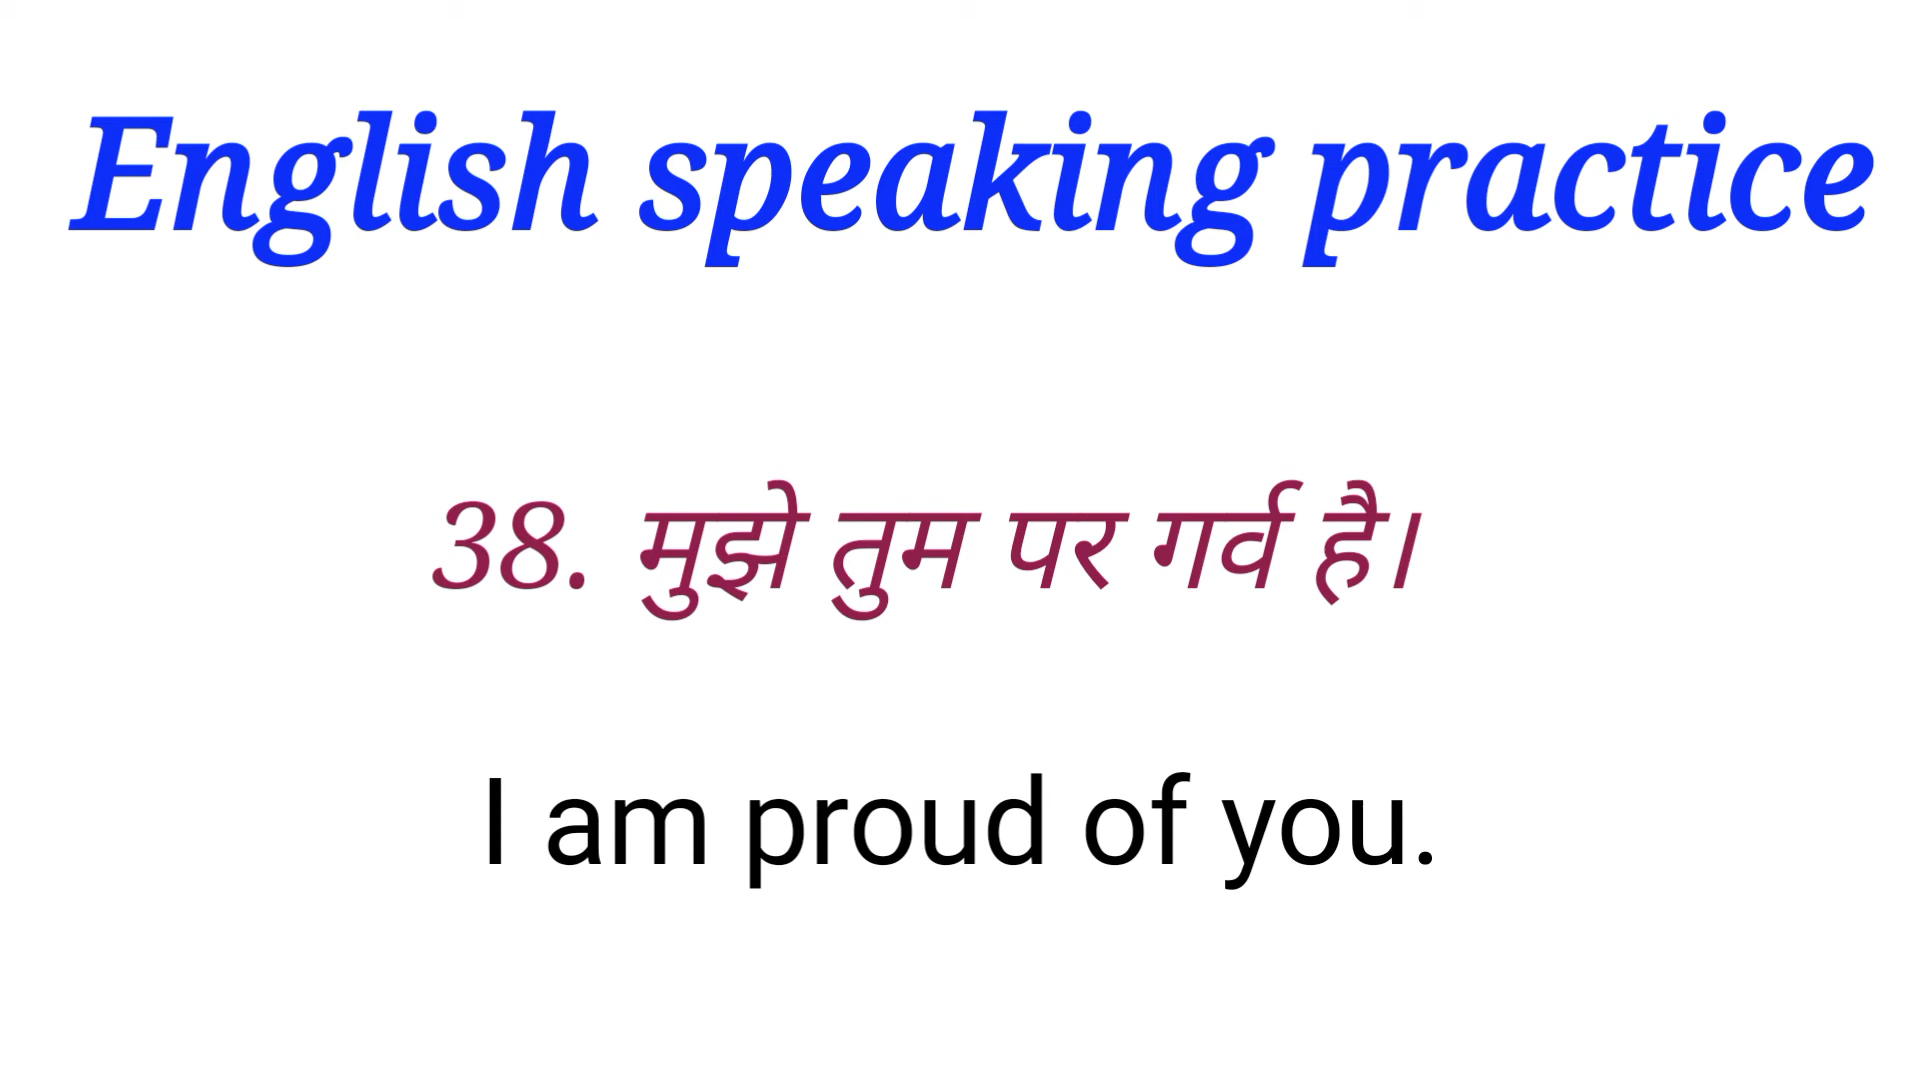 English speaking practice
38. मुझे तुम पर गर्व है।
I am proud of you.